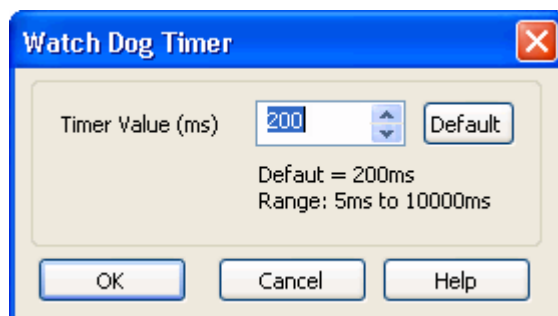 Watch Dog Timer
Timer Value (ms) 200 Default
Defaut = 200ms
Range: 5ms to 10000ms
OK Cancel Help